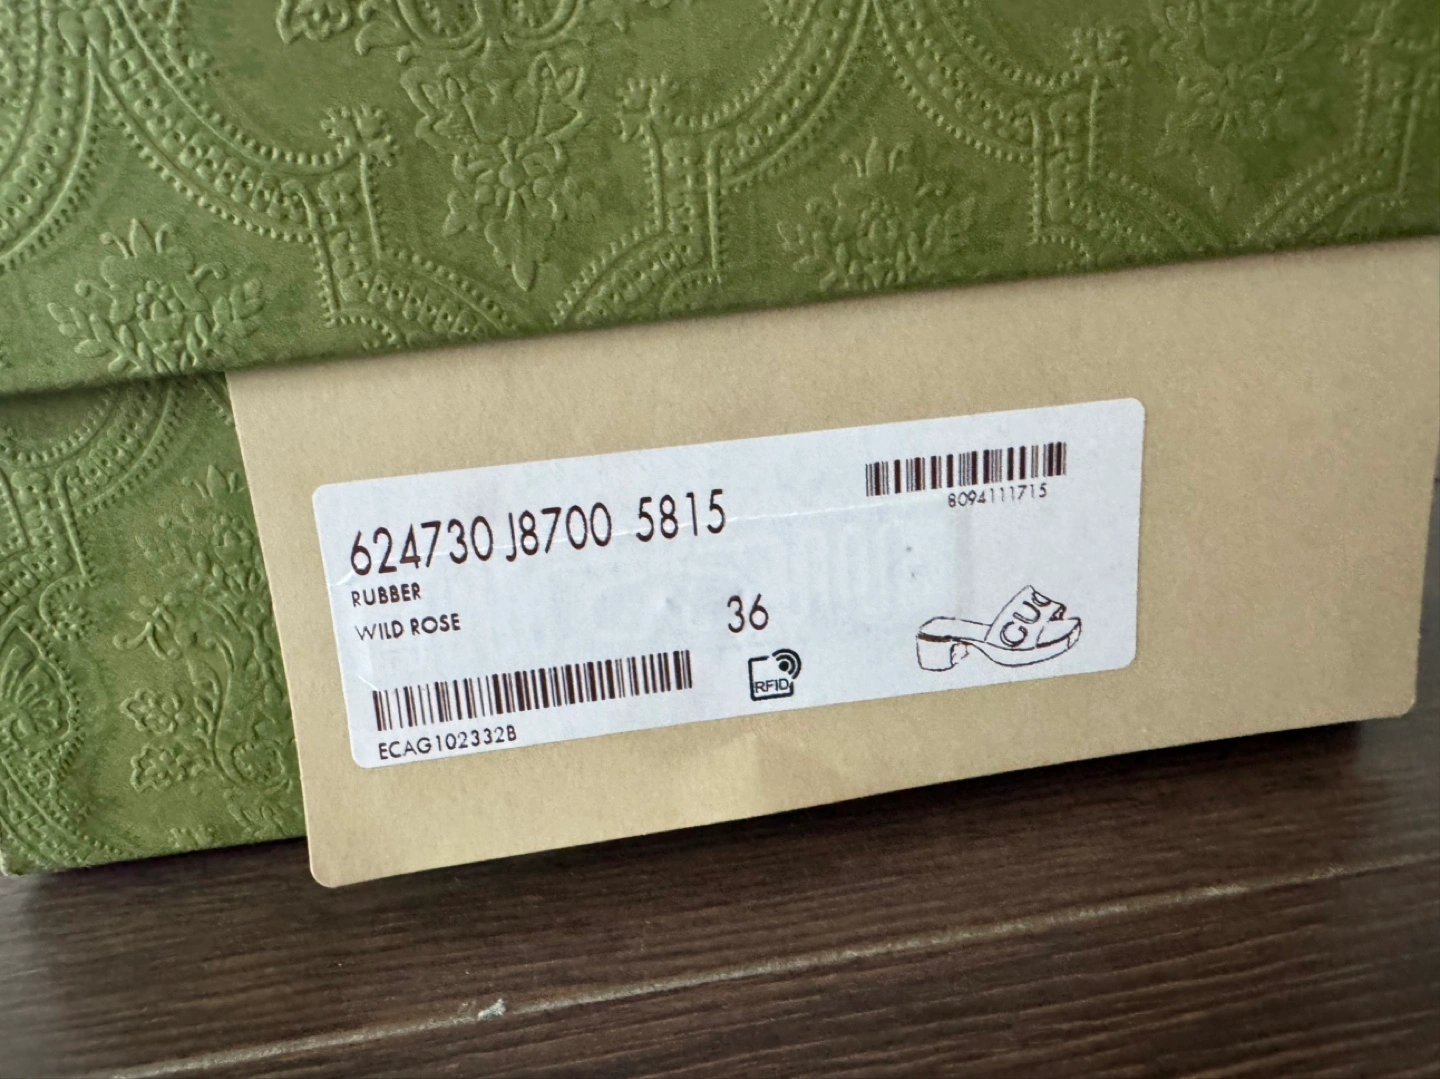 624730 J8700 5815
8094111715
RUBBER
WILD ROSE
36
RFID
GUC
ECAG102332B